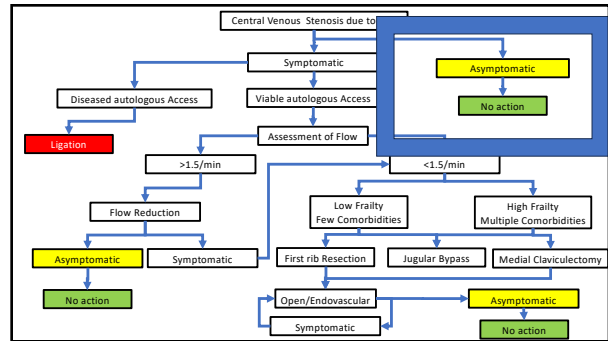 Central Venous Stenosis due to
Symptomatic
Asymptomatic
Diseased autologous Access
Viable autologous Access
No action
Ligation
Assessment of Flow
>1.5/min
<1.5/min
Flow Reduction
Low Frailty
Few Comorbidities
High Frailty
Multiple Comorbidities
Asymptomatic
Symptomatic
First rib Resection
Jugular Bypass
Medial Claviculectomy
No action
Open/Endovascular
Asymptomatic
Symptomatic
No action